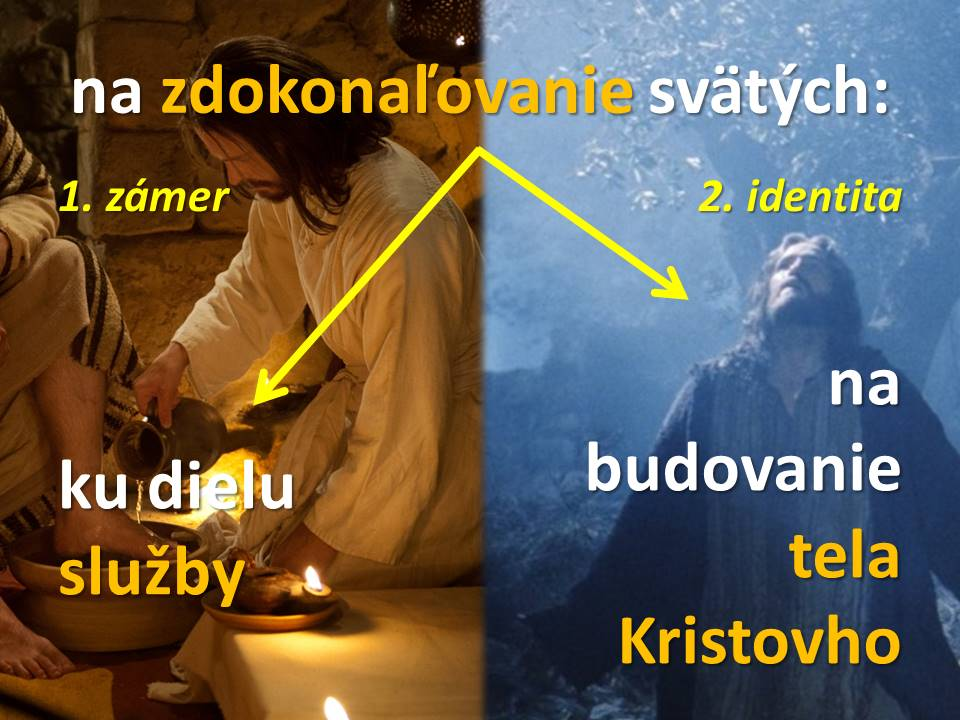 na zdokonaľovanie svätých:
1. zámer
2. identita
ku dielu
služby
na
budovanie
tela
Kristovho